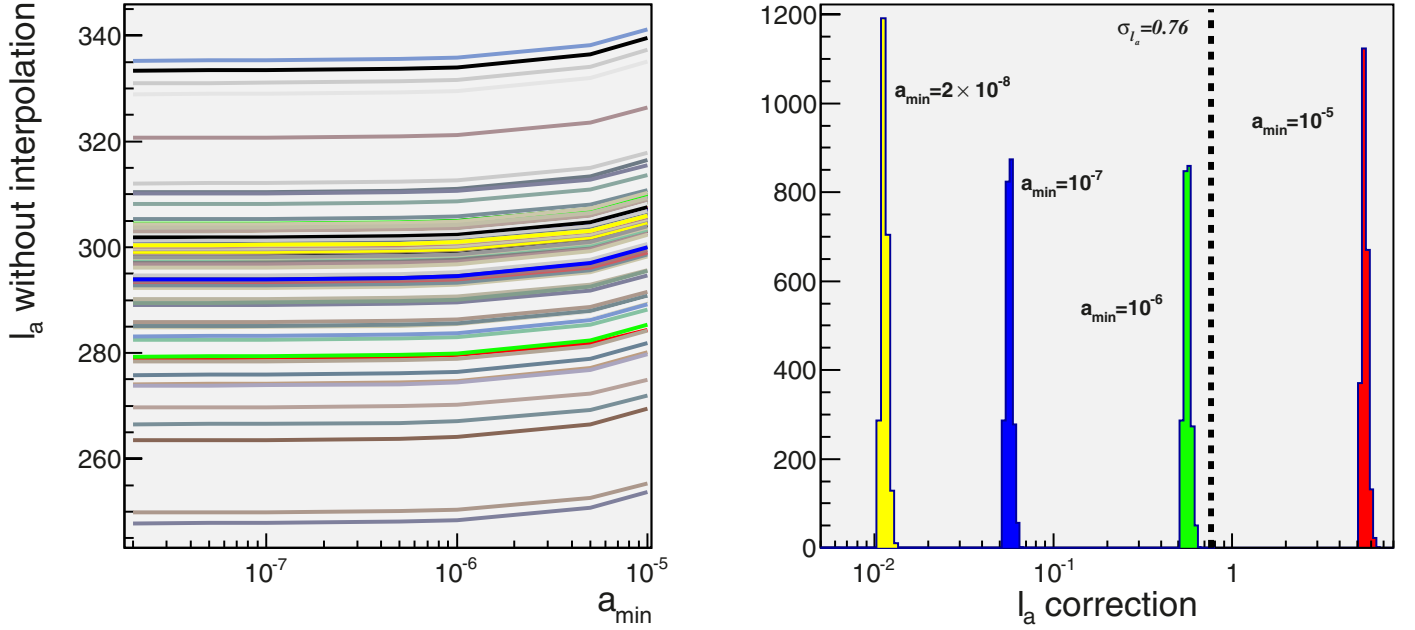 l_a without interpolation
340
320
300
280
260
10^-7
10^-6
10^-5
a_min
1200
1000
800
600
400
200
0
σ_{l_a}=0.76
a_min=2 × 10^-8
a_min=10^-5
a_min=10^-7
a_min=10^-6
10^-2
10^-1
1
l_a correction